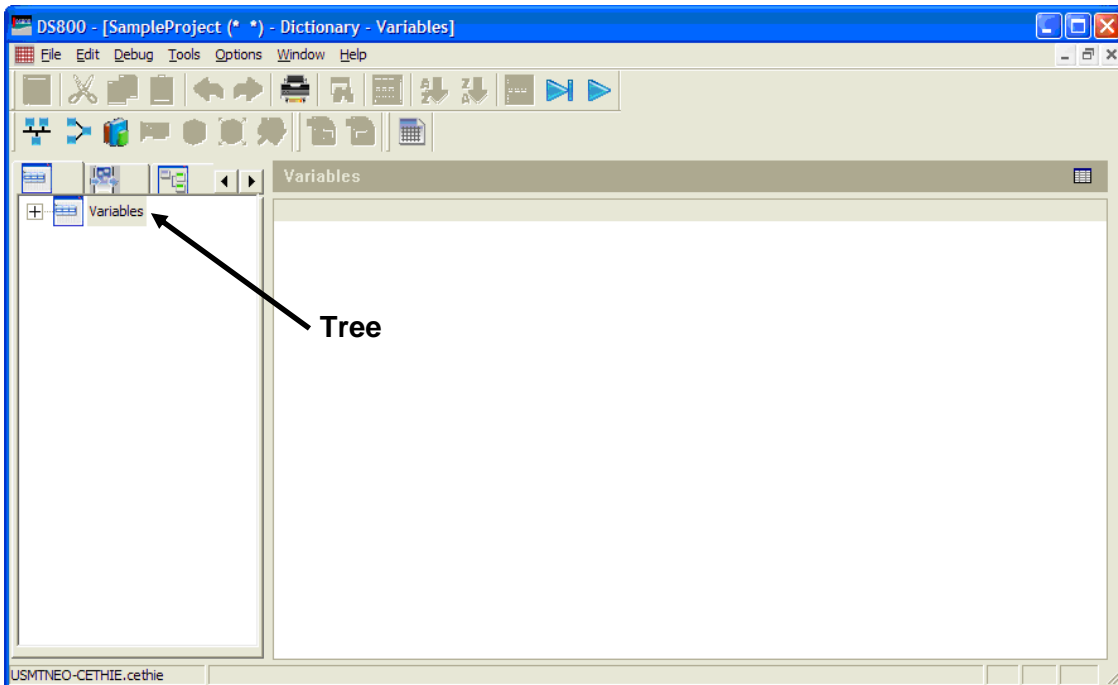 DS800 - [SampleProject (* *) - Dictionary - Variables]
File Edit Debug Tools Options Window Help
Variables
Variables
Tree
USMTNEO-CETHIE.cethie